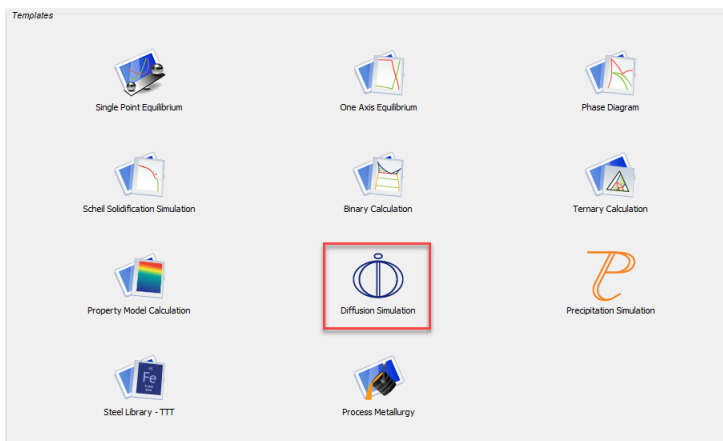 Templates
Single Point Equilibrium
One Axis Equilibrium
Phase Diagram
Scheil Solidification Simulation
Binary Calculation
Ternary Calculation
Property Model Calculation
Diffusion Simulation
Precipitation Simulation
Fe
Steel Library - TTT
Process Metallurgy